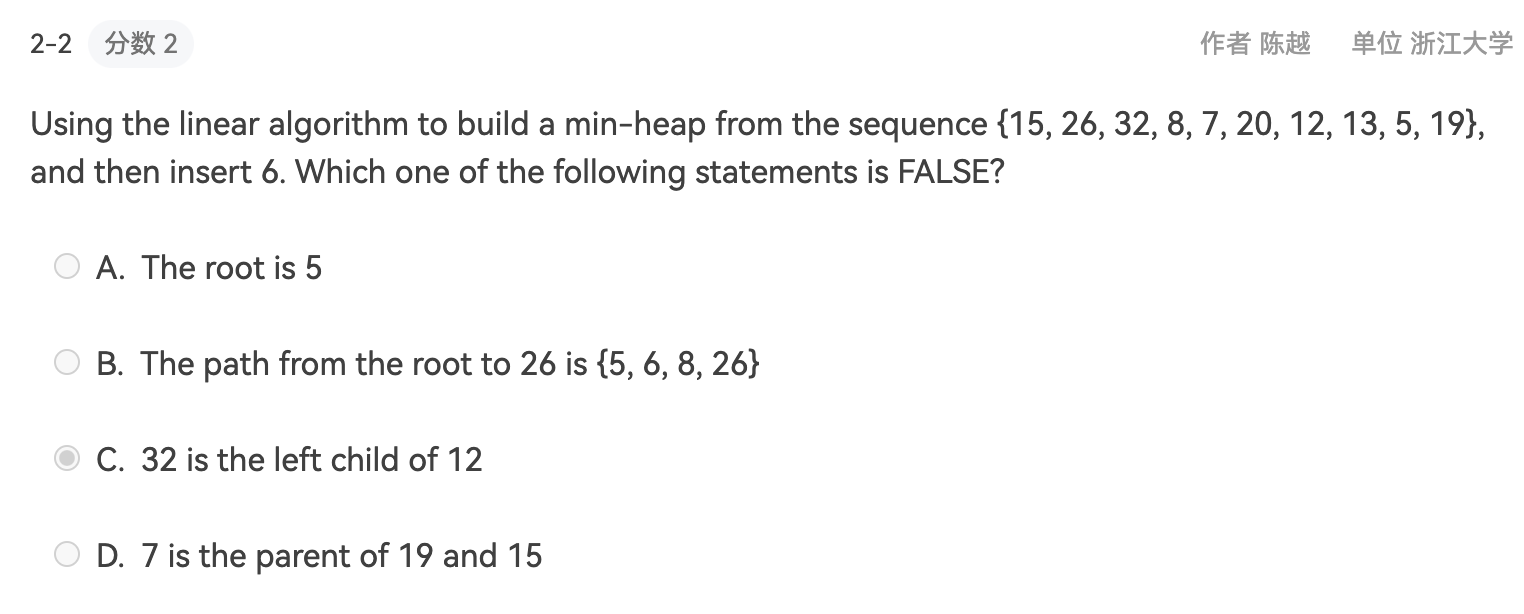 2-2 分数 2 作者 陈越 单位 浙江大学
Using the linear algorithm to build a min-heap from the sequence {15, 26, 32, 8, 7, 20, 12, 13, 5, 19},
and then insert 6. Which one of the following statements is FALSE?
A. The root is 5
B. The path from the root to 26 is {5, 6, 8, 26}
C. 32 is the left child of 12
D. 7 is the parent of 19 and 15